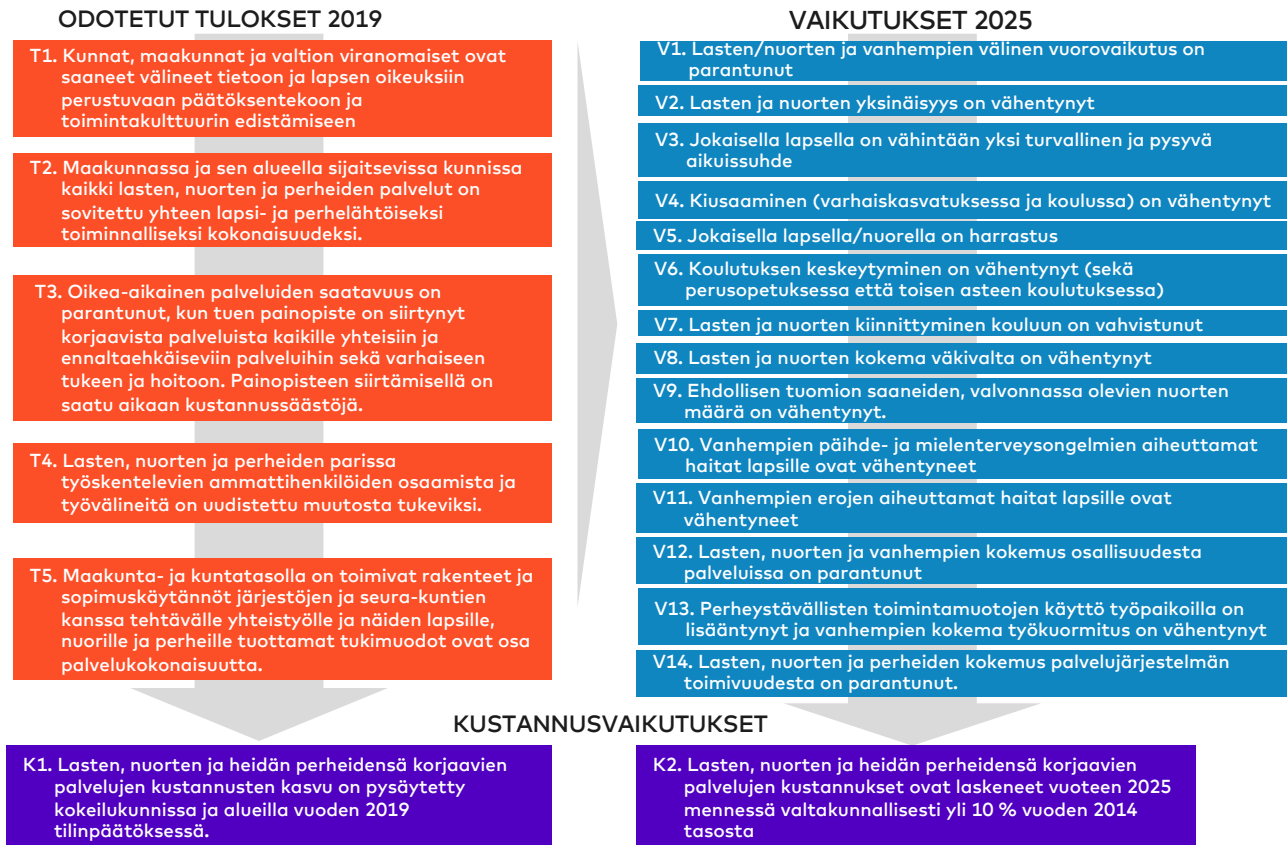 ODOTETUT TULOKSET 2019
T1. Kunnat, maakunnat ja valtion viranomaiset ovat
saaneet välineet tietoon ja lapsen oikeuksiin
perustuvaan päätöksentekoon ja
toimintakulttuurin edistämiseen
T2. Maakunnassa ja sen alueella sijaitsevissa kunnissa
kaikki lasten, nuorten ja perheiden palvelut on
sovitettu yhteen lapsi- ja perhelähtöiseksi
toiminnalliseksi kokonaisuudeksi.
T3. Oikea-aikainen palveluiden saatavuus on
parantunut, kun tuen painopiste on siirtynyt
korjaavista palveluista kaikille yhteisiin ja
ennaltaehkäiseviin palveluihin sekä varhaiseen
tukeen ja hoitoon. Painopisteen siirtämisellä on
saatu aikaan kustannussäästöjä.
T4. Lasten, nuorten ja perheiden parissa
työskentelevien ammattihenkilöiden osaamista ja
työvälineitä on uudistettu muutosta tukeviksi.
T5. Maakunta- ja kuntatasolla on toimivat rakenteet ja
sopimuskäytännöt järjestöjen ja seura-kuntien
kanssa tehtävälle yhteistyölle ja näiden lapsille,
nuorille ja perheille tuottamat tukimuodot ovat osa
palvelukokonaisuutta.
VAIKUTUKSET 2025
V1. Lasten/nuorten ja vanhempien välinen vuorovaikutus on
parantunut
V2. Lasten ja nuorten yksinäisyys on vähentynyt
V3. Jokaisella lapsella on vähintään yksi turvallinen ja pysyvä
aikuissuhde
V4. Kiusaaminen (varhaiskasvatuksessa ja koulussa) on vähentynyt
V5. Jokaisella lapsella/nuorella on harrastus
V6. Koulutuksen keskeytyminen on vähentynyt (sekä
perusopetuksessa että toisen asteen koulutuksessa)
V7. Lasten ja nuorten kiinnittyminen kouluun on vahvistunut
V8. Lasten ja nuorten kokema väkivalta on vähentynyt
V9. Ehdollisen tuomion saaneiden, valvonnassa olevien nuorten
määrä on vähentynyt.
V10. Vanhempien päihde- ja mielenterveysongelmien aiheuttamat
haitat lapsille ovat vähentyneet
V11. Vanhempien erojen aiheuttamat haitat lapsille ovat
vähentyneet
V12. Lasten, nuorten ja vanhempien kokemus osallisuudesta
palveluissa on parantunut
V13. Perheystävällisten toimintamuotojen käyttö työpaikoilla on
lisääntynyt ja vanhempien kokema työkuormitus on vähentynyt
V14. Lasten, nuorten ja perheiden kokemus palvelujärjestelmän
toimivuudesta on parantunut.
KUSTANNUSVAIKUTUKSET
K1. Lasten, nuorten ja heidän perheidensä korjaavien
palvelujen kustannusten kasvu on pysäytetty
kokeilukunnissa ja alueilla vuoden 2019
tilinpäätöksessä.
K2. Lasten, nuorten ja heidän perheidensä korjaavien
palvelujen kustannukset ovat laskeneet vuoteen 2025
mennessä valtakunnallisesti yli 10 % vuoden 2014
tasosta